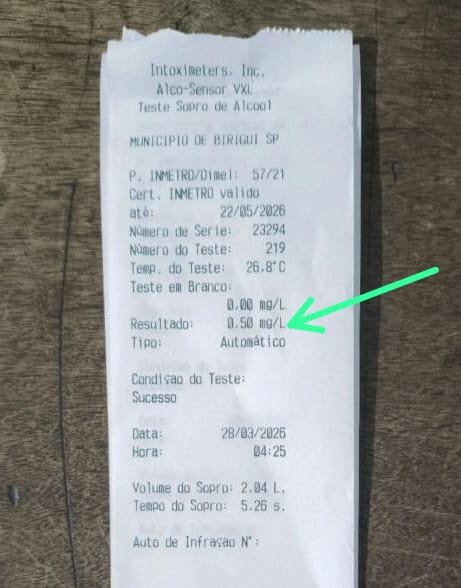 Intoximeters, Inc.
Alco-Sensor VXL
Teste Sopro de Alcool
MUNICIPIO DE BIRIGUI SP
P. INMETRO/Dimel: 57/21
Cert. INMETRO valido
até: 22/05/2026
Número de Serie: 23294
Número do Teste: 219
Temp. do Teste: 26.8°C
Teste em Branco:
0.00 mg/L
Resultado: 0.50 mg/L
Tipo: Automático
Condiçao do Teste:
Sucesso
Data: 28/03/2026
Hora: 04:25
Volume do Sopro: 2.04 L.
Tempo do Sopro: 5.26 s.
Auto de Infraçao N°: